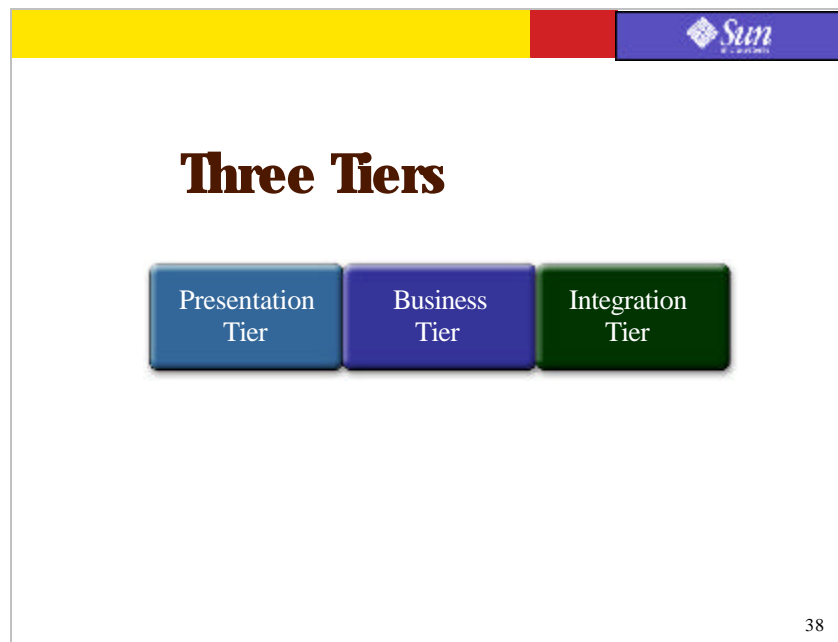 Sun
Three Tiers
Presentation
Tier
Business
Tier
Integration
Tier
38